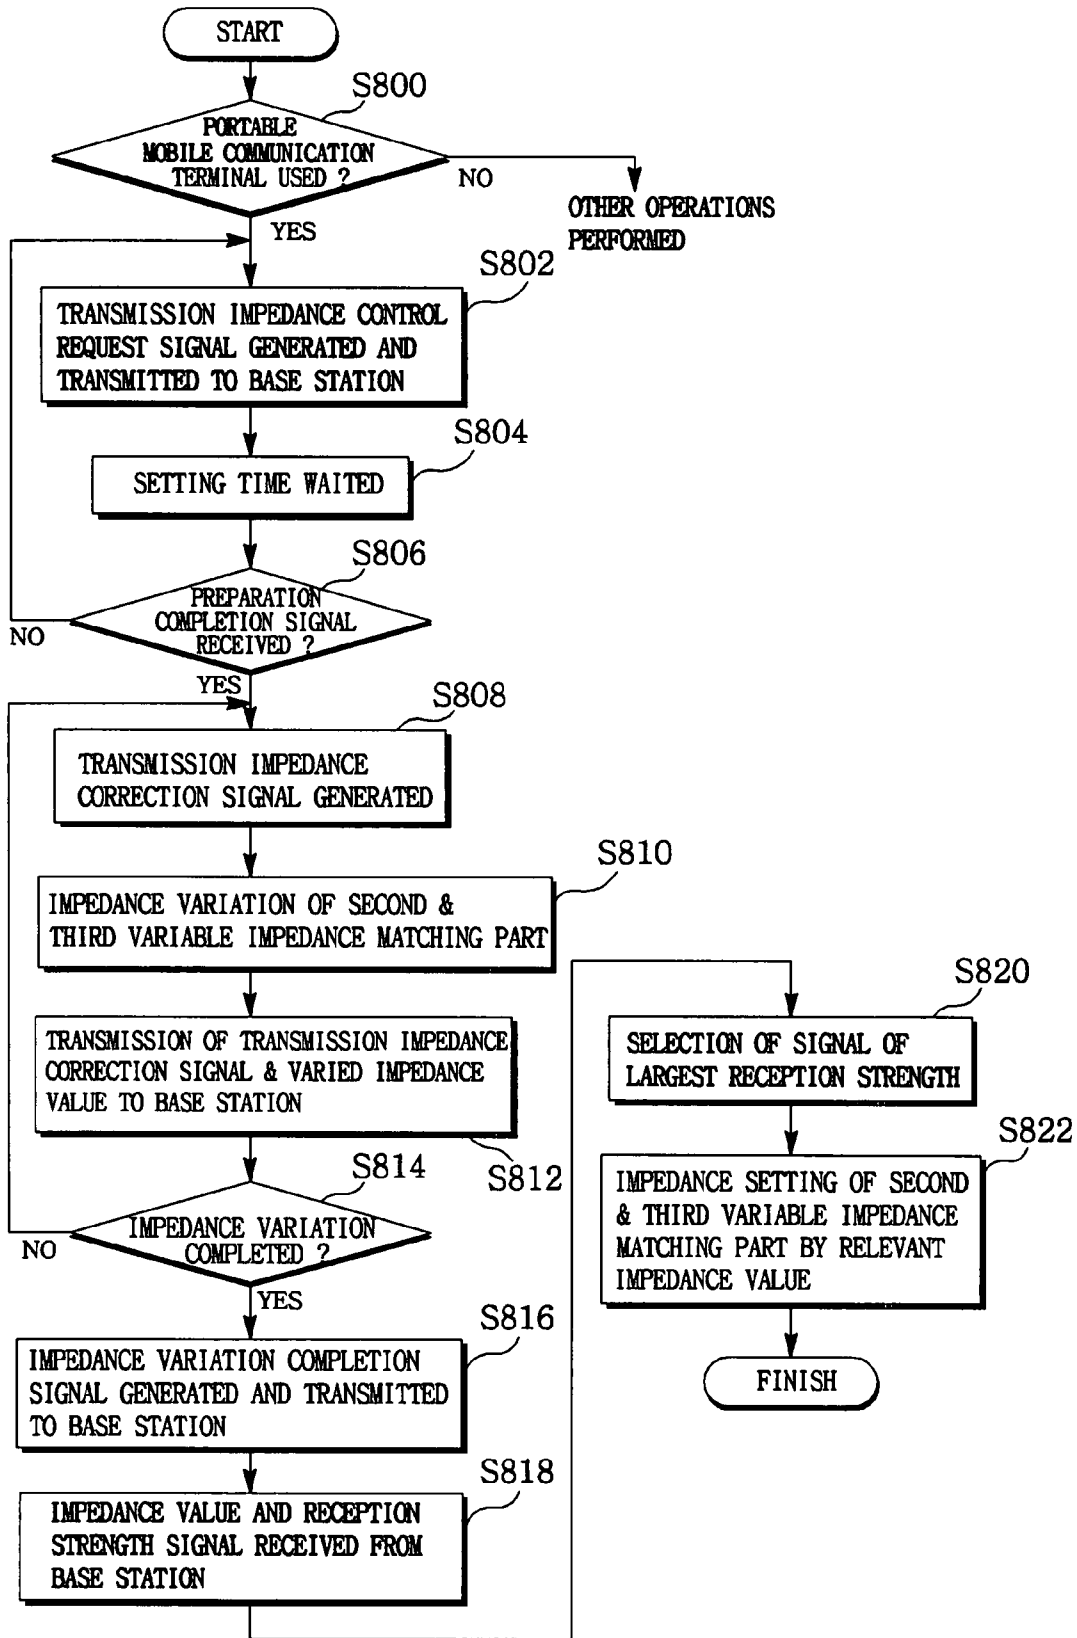 START
S800
PORTABLE
MOBILE COMMUNICATION
TERMINAL USED ?
NO
OTHER OPERATIONS
PERFORMED
YES
S802
TRANSMISSION IMPEDANCE CONTROL
REQUEST SIGNAL GENERATED AND
TRANSMITTED TO BASE STATION
S804
SETTING TIME WAITED
S806
PREPARATION
COMPLETION SIGNAL
RECEIVED ?
NO
YES
S808
TRANSMISSION IMPEDANCE
CORRECTION SIGNAL GENERATED
S810
IMPEDANCE VARIATION OF SECOND &
THIRD VARIABLE IMPEDANCE MATCHING PART
TRANSMISSION OF TRANSMISSION IMPEDANCE
CORRECTION SIGNAL & VARIED IMPEDANCE
VALUE TO BASE STATION
S812
S814
IMPEDANCE VARIATION
COMPLETED ?
NO
YES
S816
IMPEDANCE VARIATION COMPLETION
SIGNAL GENERATED AND TRANSMITTED
TO BASE STATION
S818
IMPEDANCE VALUE AND RECEPTION
STRENGTH SIGNAL RECEIVED FROM
BASE STATION
S820
SELECTION OF SIGNAL OF
LARGEST RECEPTION STRENGTH
S822
IMPEDANCE SETTING OF SECOND
& THIRD VARIABLE IMPEDANCE
MATCHING PART BY RELEVANT
IMPEDANCE VALUE
FINISH